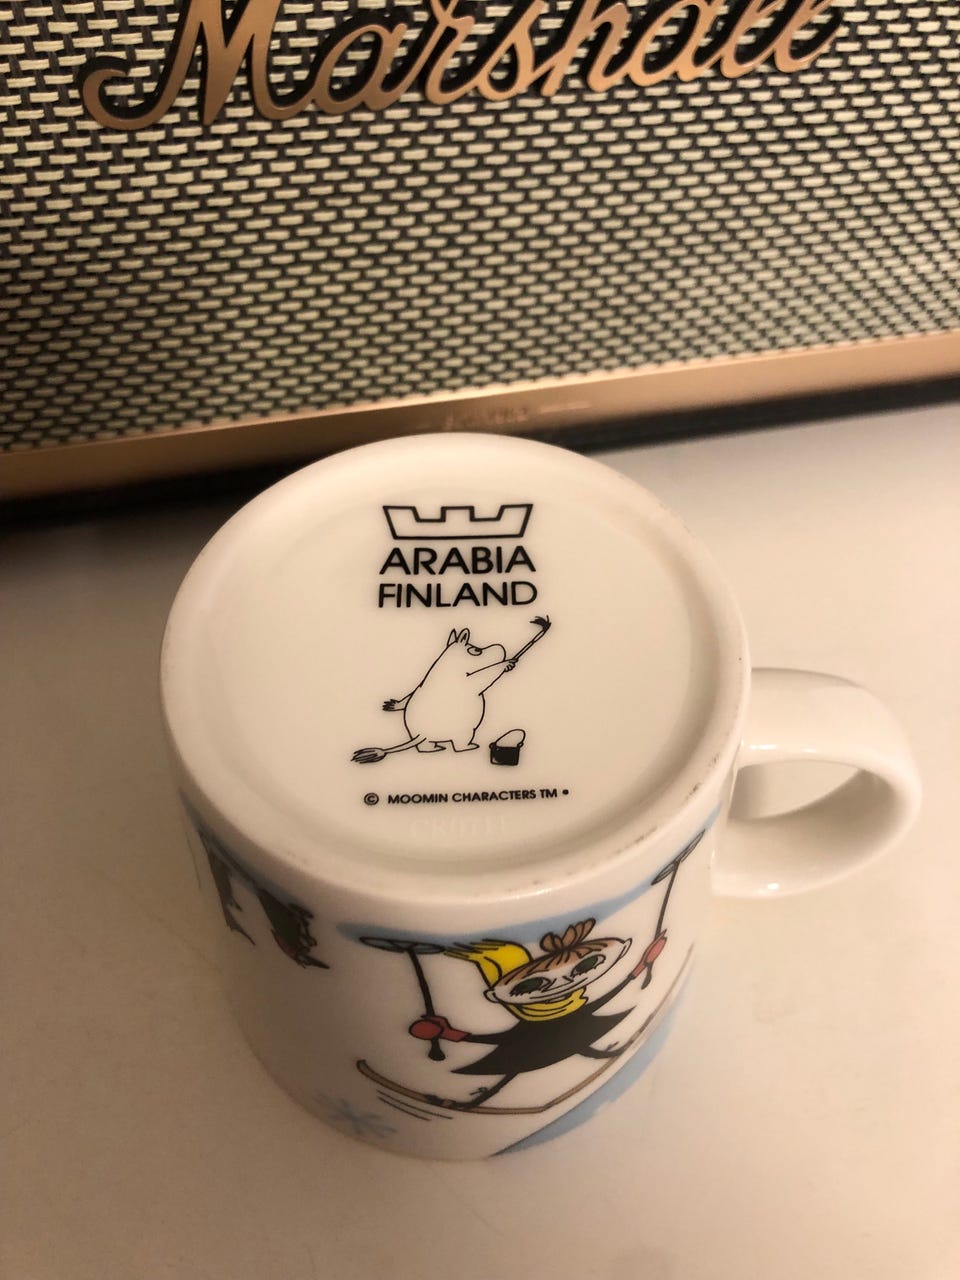 Marshall
ARABIA
FINLAND
© MOOMIN CHARACTERS TM •